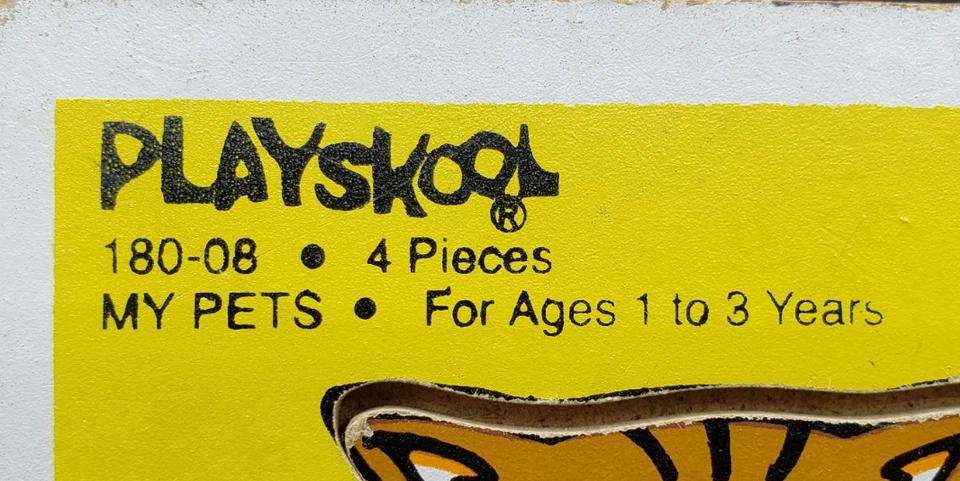 PLAYSKOOL®
180-08 • 4 Pieces
MY PETS • For Ages 1 to 3 Years